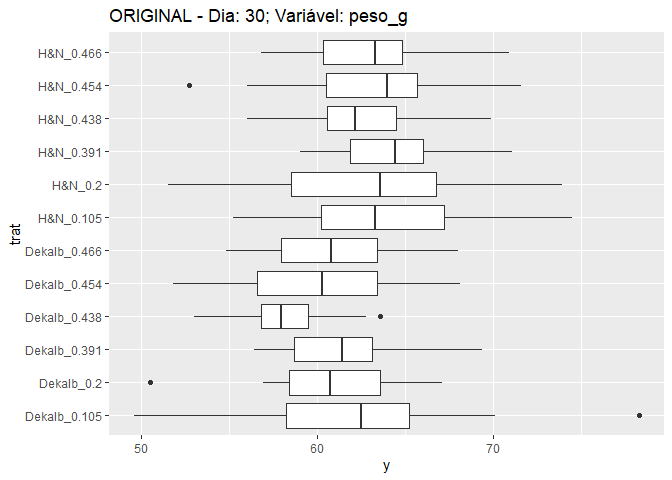 ORIGINAL - Dia: 30; Variável: peso_g
H&N_0.466
H&N_0.454
H&N_0.438
H&N_0.391
H&N_0.2
H&N_0.105
Dekalb_0.466
Dekalb_0.454
Dekalb_0.438
Dekalb_0.391
Dekalb_0.2
Dekalb_0.105
trat
50 60 70
y